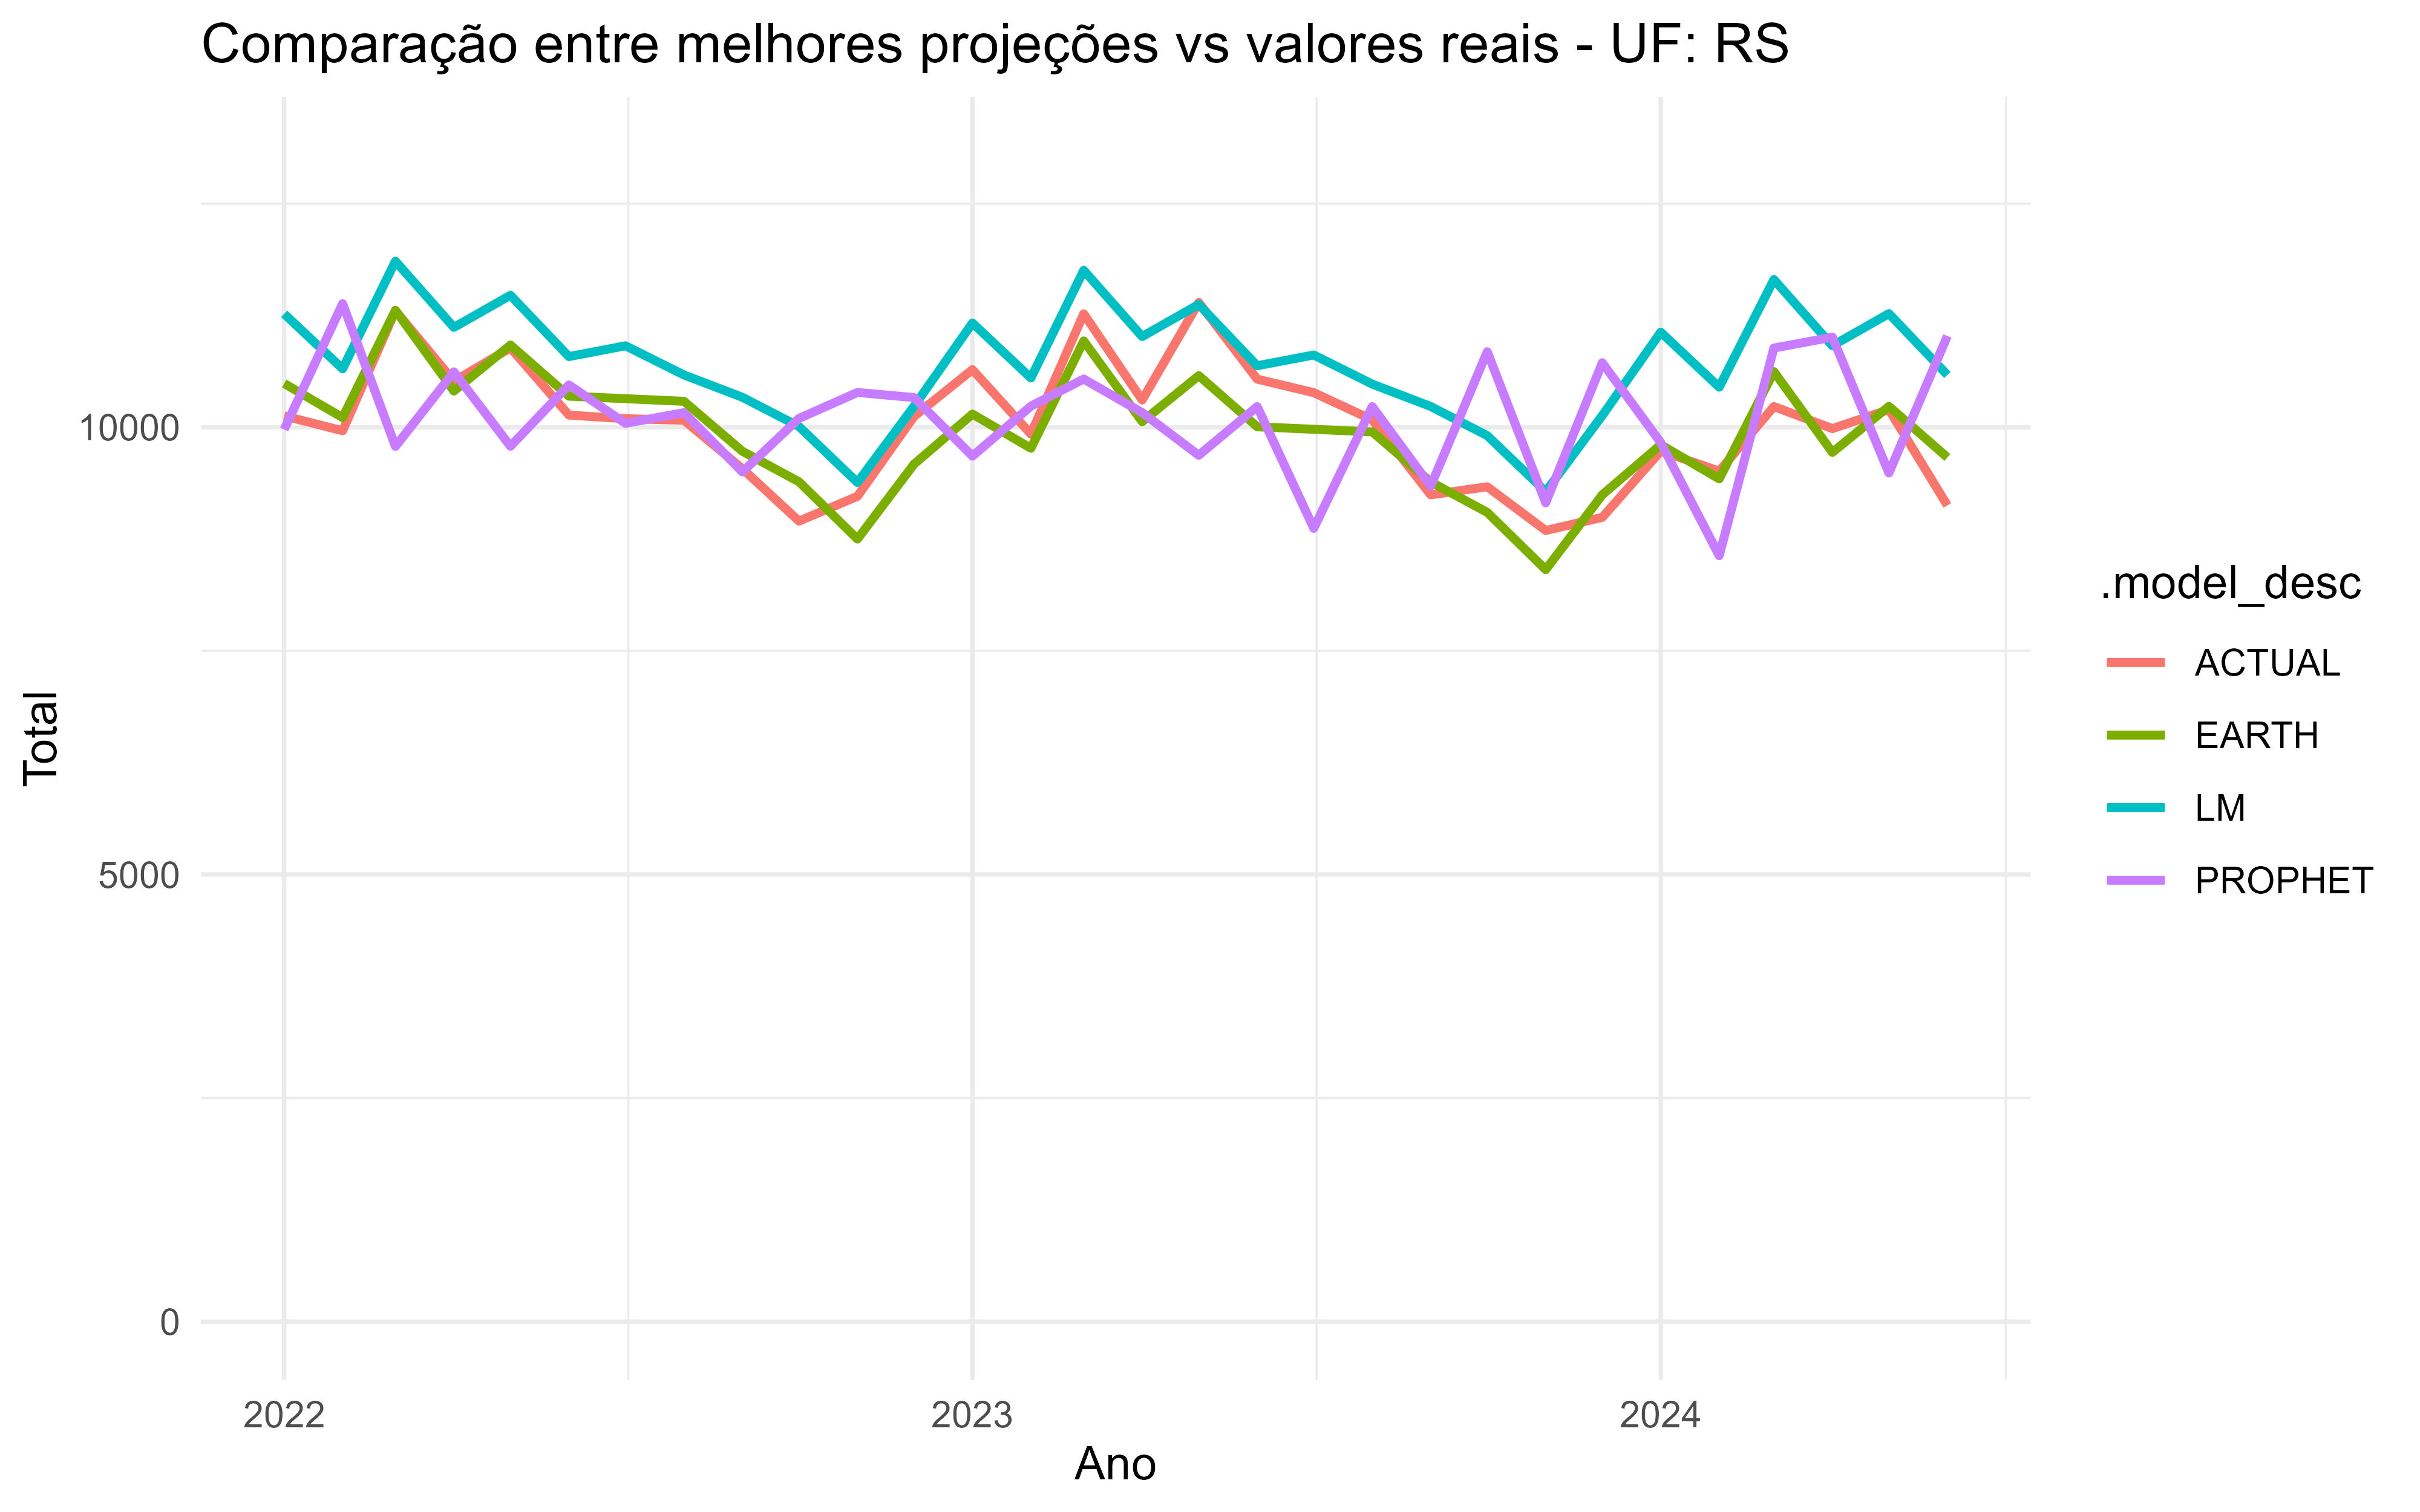 Comparação entre melhores projeções vs valores reais - UF: RS
Total
10000
5000
0
2022
2023
2024
Ano
.model_desc
ACTUAL
EARTH
LM
PROPHET